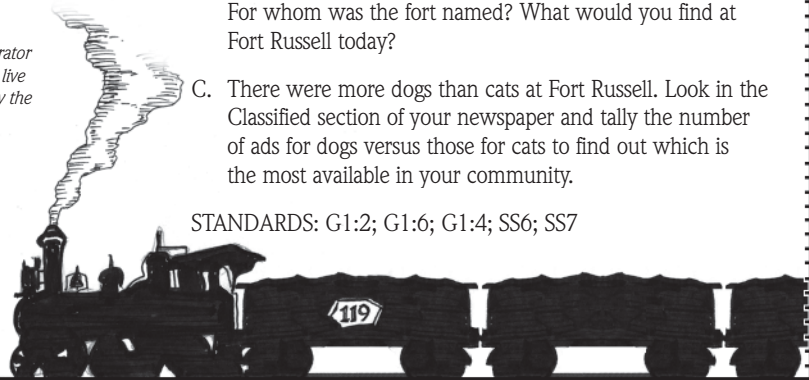 rator
live
y the
For whom was the fort named? What would you find at
Fort Russell today?
C. There were more dogs than cats at Fort Russell. Look in the
Classified section of your newspaper and tally the number
of ads for dogs versus those for cats to find out which is
the most available in your community.
STANDARDS: G1:2; G1:6; G1:4; SS6; SS7
119